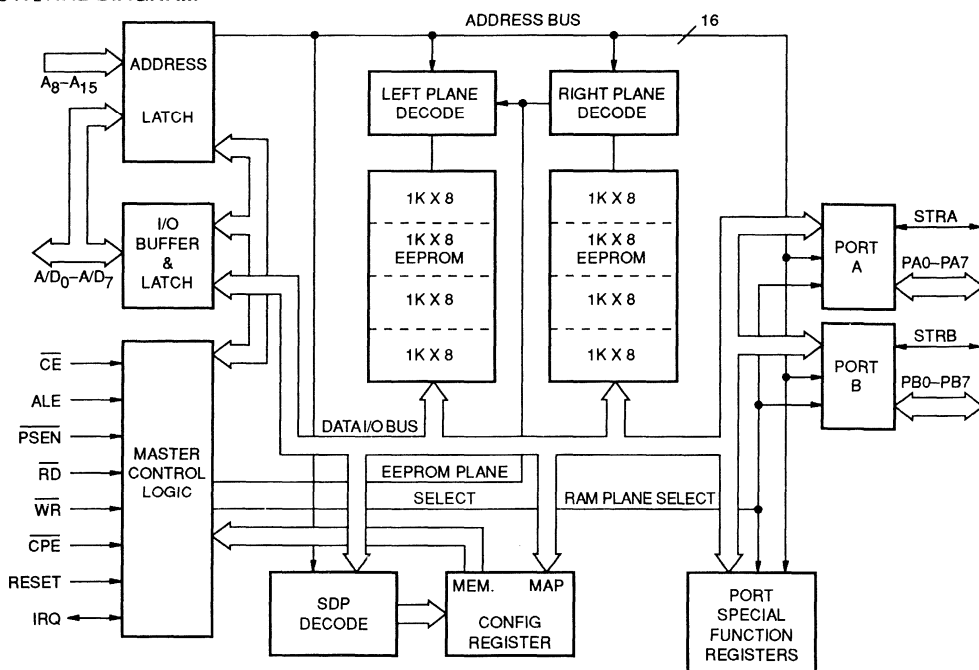 ADDRESS BUS
16
A8–A15
ADDRESS
LATCH
LEFT PLANE
DECODE
RIGHT PLANE
DECODE
1K X 8
1K X 8
EEPROM
1K X 8
1K X 8
1K X 8
1K X 8
EEPROM
1K X 8
1K X 8
I/O
BUFFER
&
LATCH
A/D0–A/D7
PORT
A
STRA
PA0–PA7
PORT
B
STRB
PB0–PB7
CE
ALE
PSEN
RD
WR
CPE
RESET
IRQ
MASTER
CONTROL
LOGIC
DATA I/O BUS
EEPROM PLANE
SELECT
RAM PLANE SELECT
SDP
DECODE
MEM. MAP
CONFIG
REGISTER
PORT
SPECIAL
FUNCTION
REGISTERS